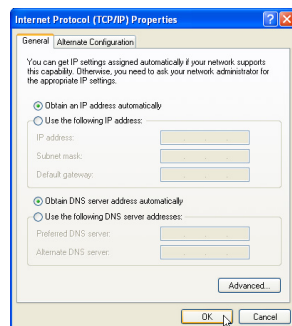 Internet Protocol (TCP/IP) Properties
General
Alternate Configuration
You can get IP settings assigned automatically if your network supports
this capability. Otherwise, you need to ask your network administrator for
the appropriate IP settings.
Obtain an IP address automatically
Use the following IP address:
IP address:
Subnet mask:
Default gateway:
Obtain DNS server address automatically
Use the following DNS server addresses:
Preferred DNS server:
Alternate DNS server:
Advanced...
OK
Cancel